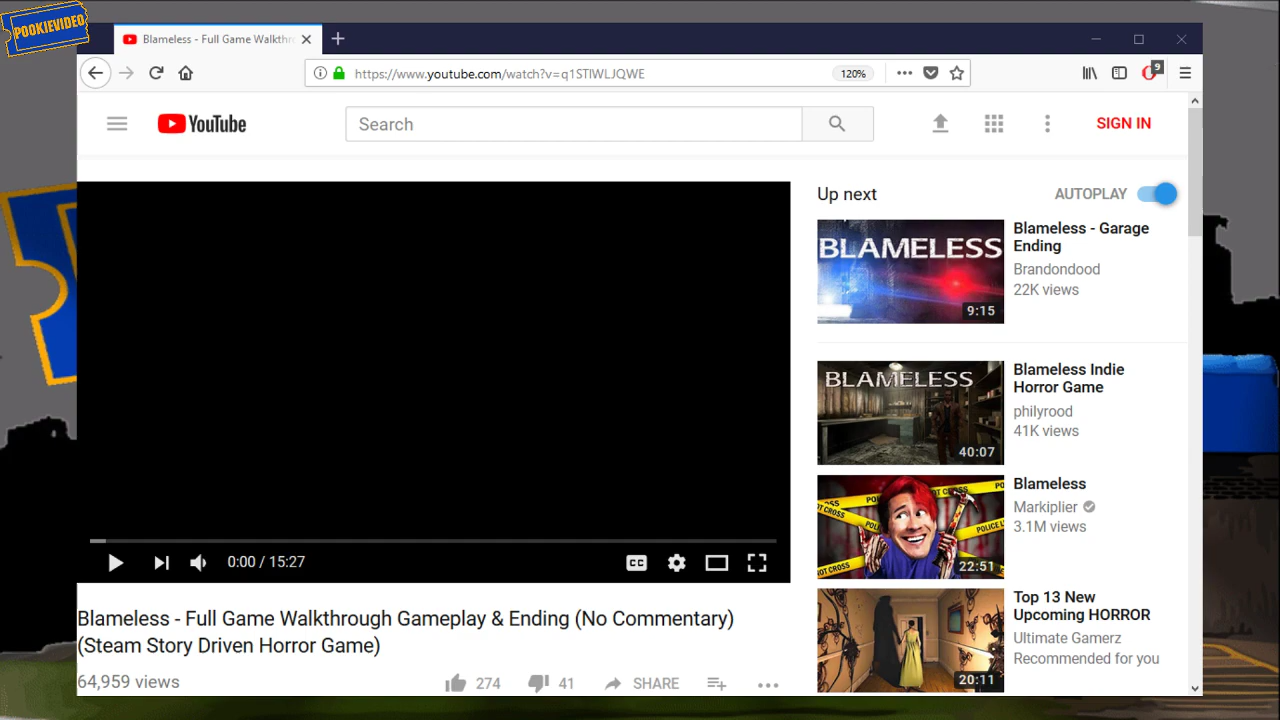 POOKIEVIDEO
Blameless - Full Game Walkthr
https://www.youtube.com/watch?v=q1STlWLJQWE
120%
9
YouTube
Search
SIGN IN
Up next
AUTOPLAY
BLAMELESS
9:15
Blameless - Garage
Ending
Brandondood
22K views
BLAMELESS
40:07
Blameless Indie
Horror Game
philyrood
41K views
22:51
Blameless
Markiplier
3.1M views
20:11
Top 13 New
Upcoming HORROR
Ultimate Gamerz
Recommended for you
0:00 / 15:27
CC
Blameless - Full Game Walkthrough Gameplay & Ending (No Commentary)
(Steam Story Driven Horror Game)
64,959 views
274
41
SHARE